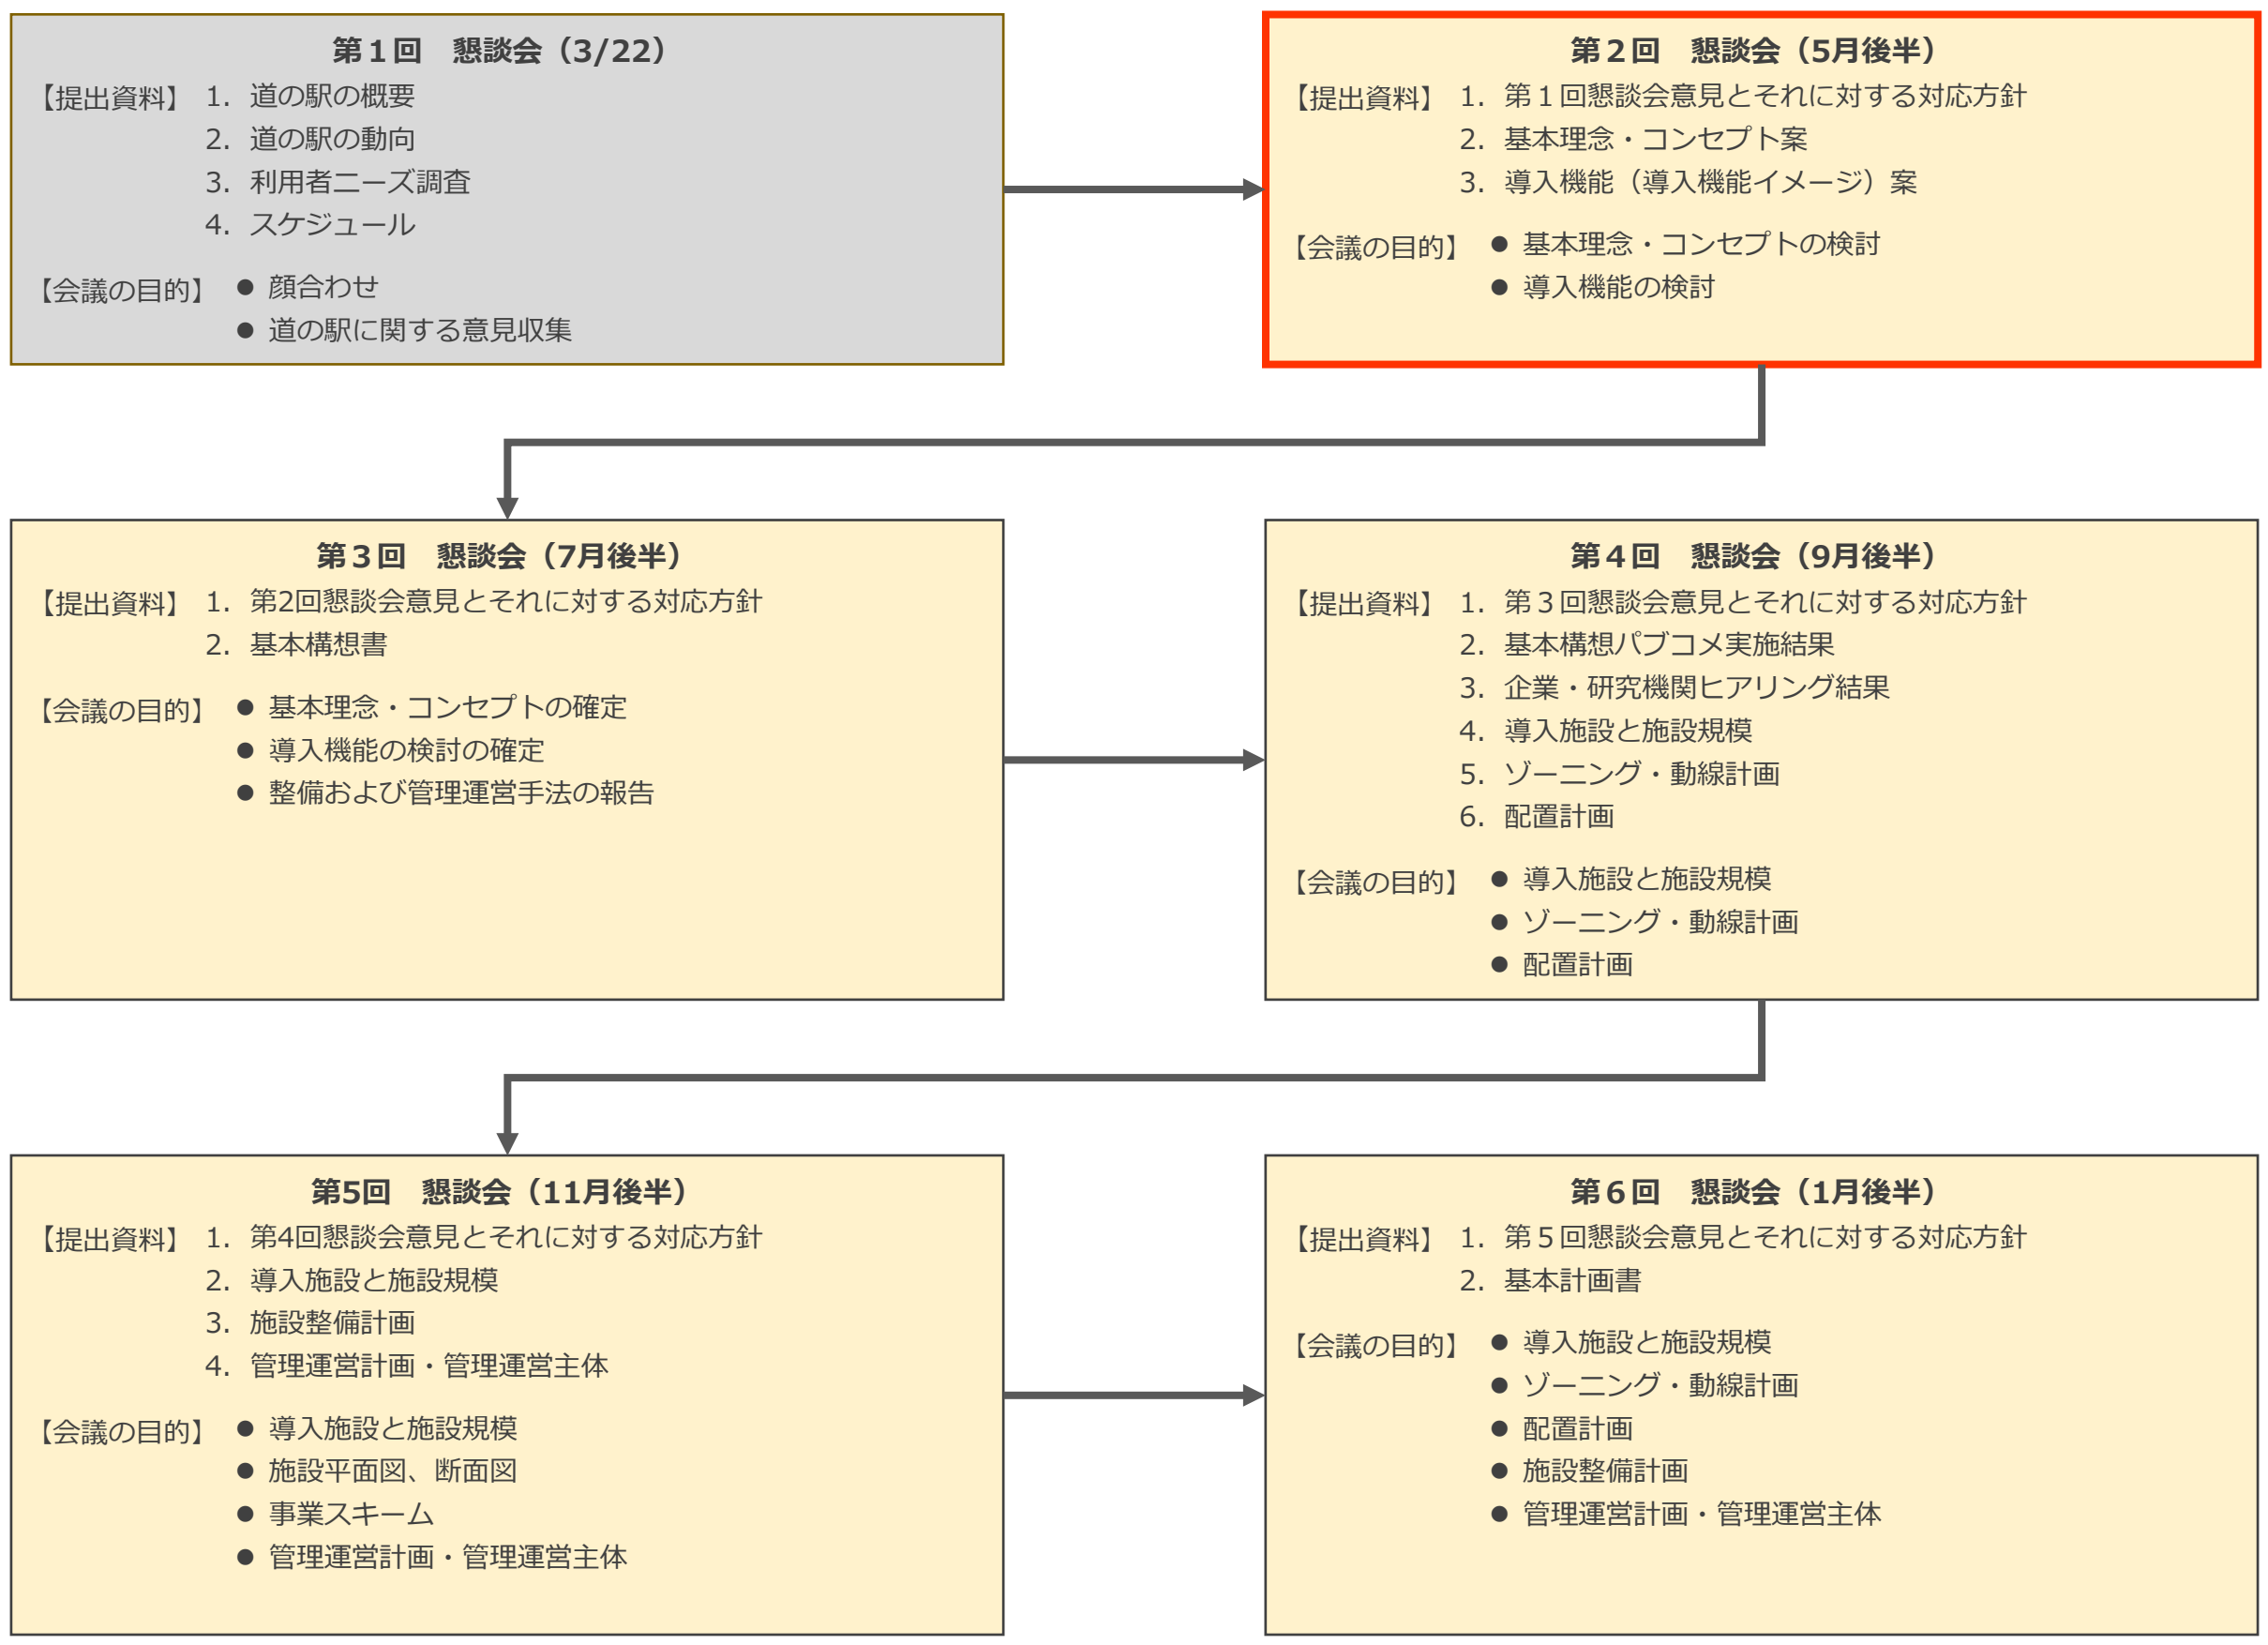 第１回　懇談会（3/22）
【提出資料】 1. 道の駅の概要
2. 道の駅の動向
3. 利用者ニーズ調査
4. スケジュール
【会議の目的】 ● 顔合わせ
● 道の駅に関する意見収集
第２回　懇談会（5月後半）
【提出資料】 1. 第１回懇談会意見とそれに対する対応方針
2. 基本理念・コンセプト案
3. 導入機能（導入機能イメージ）案
【会議の目的】 ● 基本理念・コンセプトの検討
● 導入機能の検討
第３回　懇談会（7月後半）
【提出資料】 1. 第2回懇談会意見とそれに対する対応方針
2. 基本構想書
【会議の目的】 ● 基本理念・コンセプトの確定
● 導入機能の検討の確定
● 整備および管理運営手法の報告
第４回　懇談会（9月後半）
【提出資料】 1. 第３回懇談会意見とそれに対する対応方針
2. 基本構想パブコメ実施結果
3. 企業・研究機関ヒアリング結果
4. 導入施設と施設規模
5. ゾーニング・動線計画
6. 配置計画
【会議の目的】 ● 導入施設と施設規模
● ゾーニング・動線計画
● 配置計画
第5回　懇談会（11月後半）
【提出資料】 1. 第4回懇談会意見とそれに対する対応方針
2. 導入施設と施設規模
3. 施設整備計画
4. 管理運営計画・管理運営主体
【会議の目的】 ● 導入施設と施設規模
● 施設平面図、断面図
● 事業スキーム
● 管理運営計画・管理運営主体
第６回　懇談会（1月後半）
【提出資料】 1. 第５回懇談会意見とそれに対する対応方針
2. 基本計画書
【会議の目的】 ● 導入施設と施設規模
● ゾーニング・動線計画
● 配置計画
● 施設整備計画
● 管理運営計画・管理運営主体